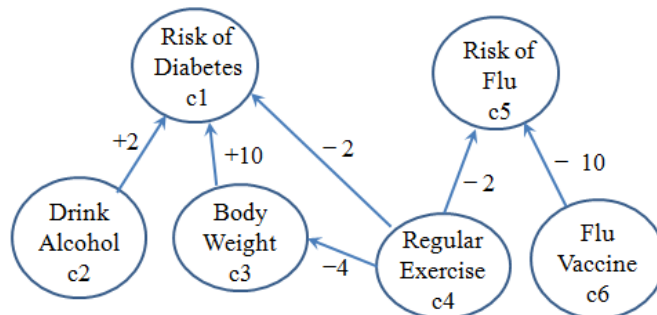 Risk of
Diabetes
c1
Risk of
Flu
c5
+2
+10
− 2
− 2
− 10
Drink
Alcohol
c2
Body
Weight
c3
−4
Regular
Exercise
c4
Flu
Vaccine
c6